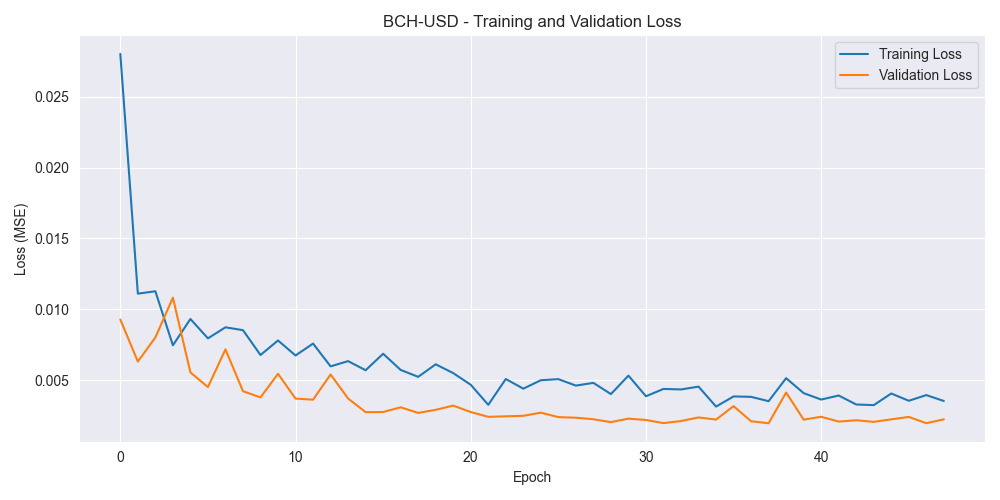 BCH-USD - Training and Validation Loss
Training Loss
Validation Loss
0.025
0.020
0.015
0.010
0.005
Loss (MSE)
0
10
20
30
40
Epoch